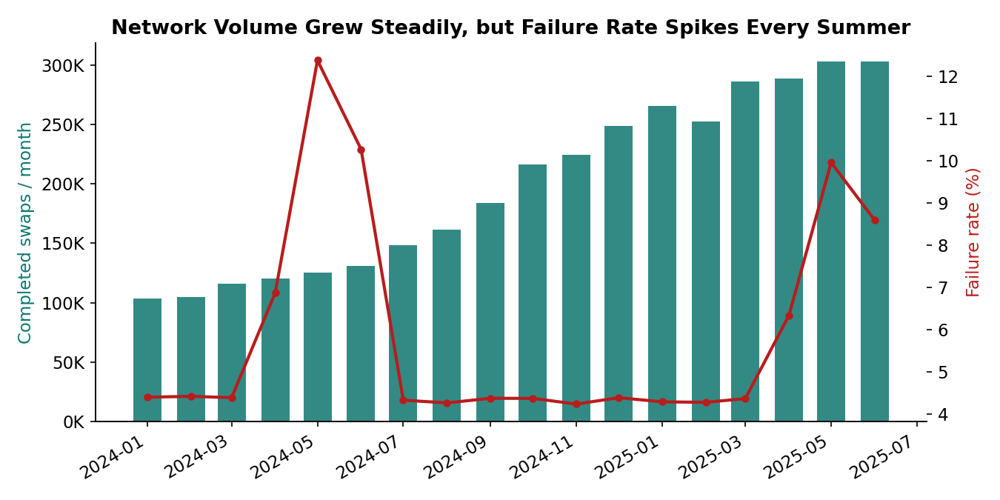 Network Volume Grew Steadily, but Failure Rate Spikes Every Summer
Completed swaps / month
300K
250K
200K
150K
100K
50K
0K
12
11
10
9
8
7
6
5
4
Failure rate (%)
2024-01
2024-03
2024-05
2024-07
2024-09
2024-11
2025-01
2025-03
2025-05
2025-07